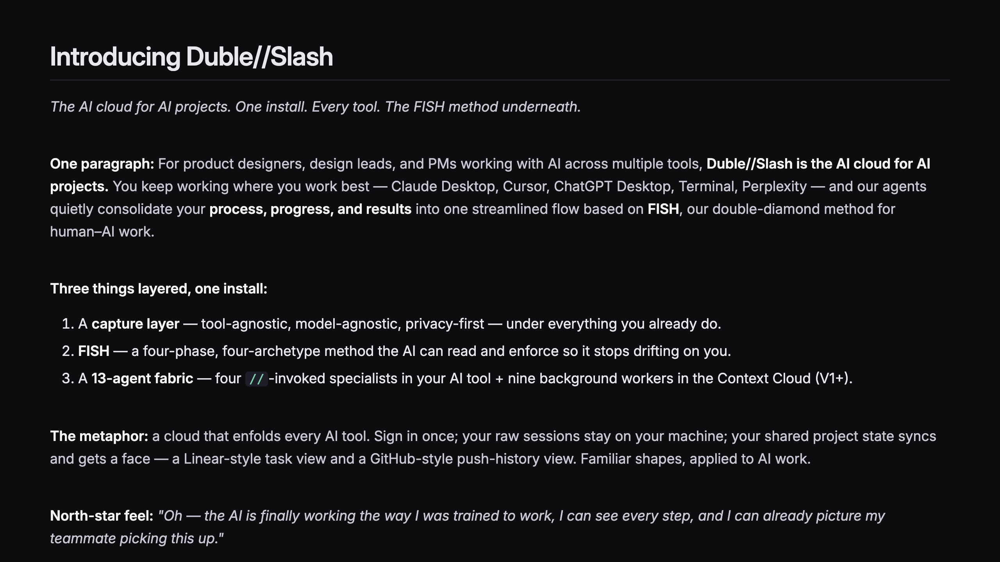 Introducing Duble//Slash
The AI cloud for AI projects. One install. Every tool. The FISH method underneath.
One paragraph: For product designers, design leads, and PMs working with AI across multiple tools, Duble//Slash is the AI cloud for AI
projects. You keep working where you work best — Claude Desktop, Cursor, ChatGPT Desktop, Terminal, Perplexity — and our agents
quietly consolidate your process, progress, and results into one streamlined flow based on FISH, our double-diamond method for
human–AI work.
Three things layered, one install:
1. A capture layer — tool-agnostic, model-agnostic, privacy-first — under everything you already do.
2. FISH — a four-phase, four-archetype method the AI can read and enforce so it stops drifting on you.
3. A 13-agent fabric — four //-invoked specialists in your AI tool + nine background workers in the Context Cloud (V1+).
The metaphor: a cloud that enfolds every AI tool. Sign in once; your raw sessions stay on your machine; your shared project state syncs
and gets a face — a Linear-style task view and a GitHub-style push-history view. Familiar shapes, applied to AI work.
North-star feel: "Oh — the AI is finally working the way I was trained to work, I can see every step, and I can already picture my
teammate picking this up."